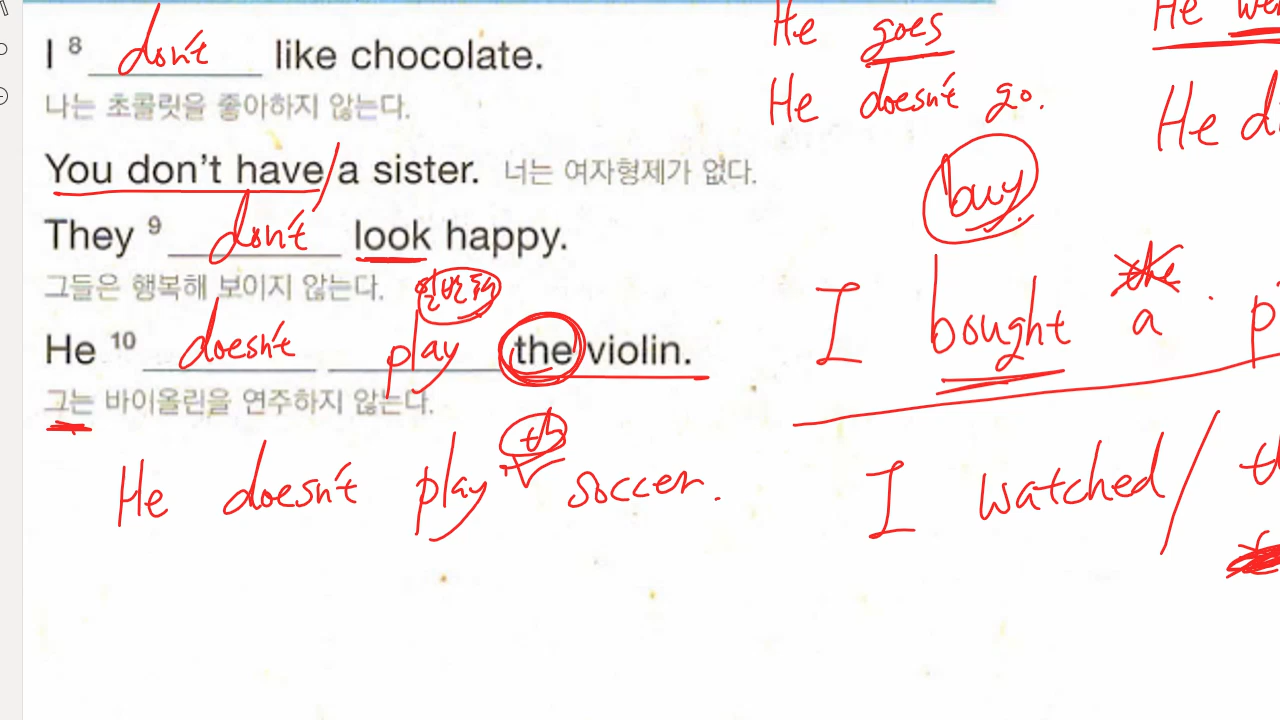 I 8 don't like chocolate.
나는 초콜릿을 좋아하지 않는다.
You don't have / a sister. 너는 여자형제가 없다.
They 9 don't look happy.
그들은 행복해 보이지 않는다.
일반동사
He 10 doesn't play the violin.
그는 바이올린을 연주하지 않는다.
th
He doesn't play soccer.
He goes
He doesn't go.
He
He
buy
the
I bought a
I watched /